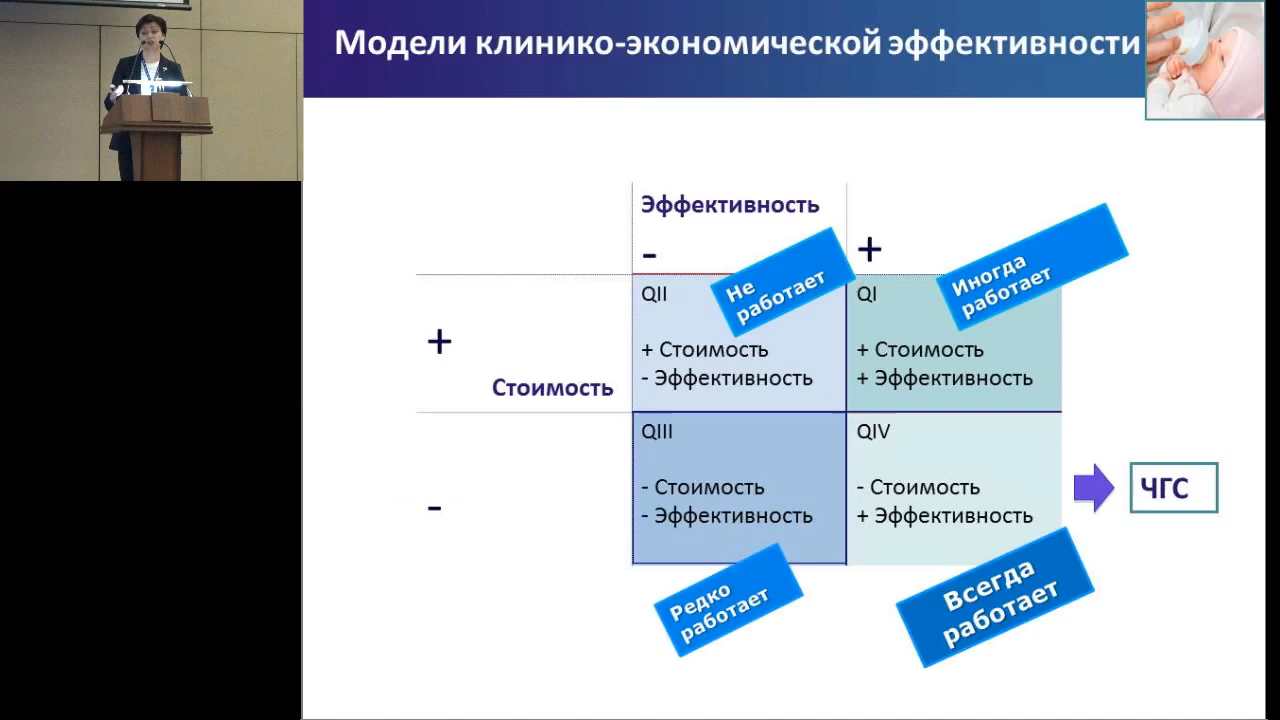 Модели клинико-экономической эффективности
Эффективность
-
+
Не
работает
Иногда
работает
QII
QI
+
+ Стоимость
- Эффективность
+ Стоимость
+ Эффективность
Стоимость
QIII
QIV
-
- Стоимость
- Эффективность
- Стоимость
+ Эффективность
ЧГС
Редко
работает
Всегда
работает